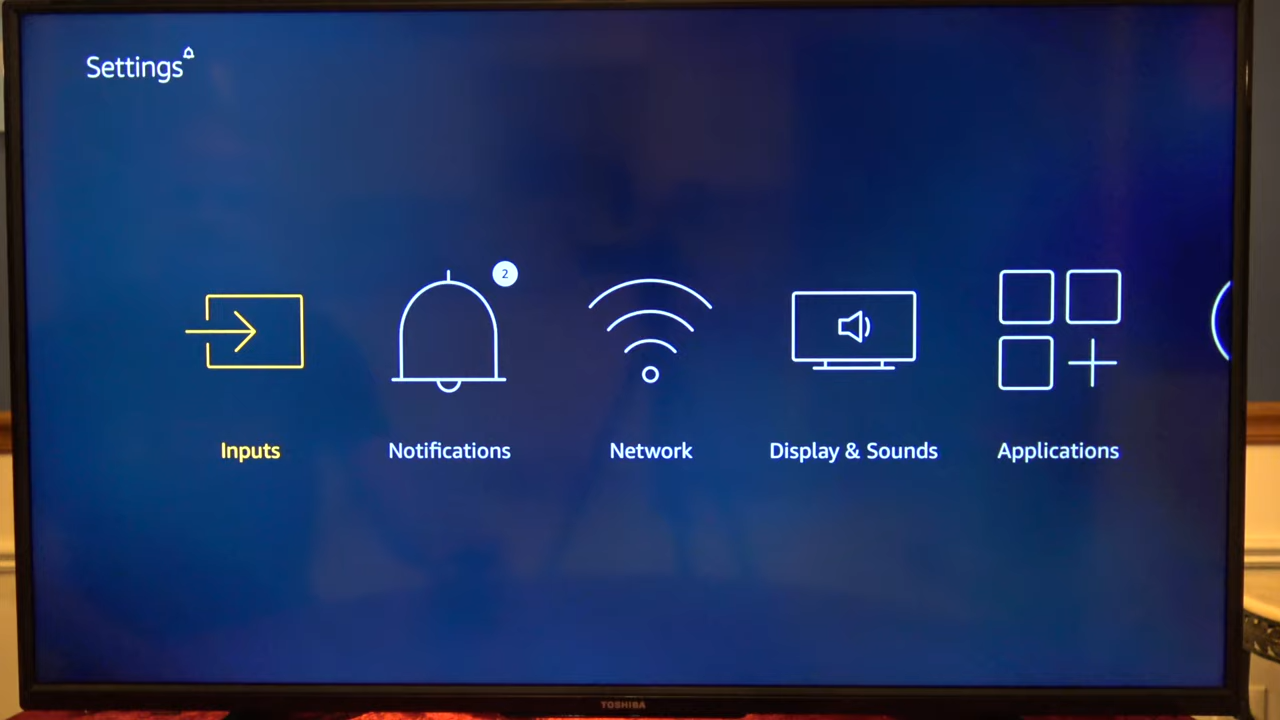 Settings
2
Inputs
Notifications
Network
Display & Sounds
Applications
TOSHIBA